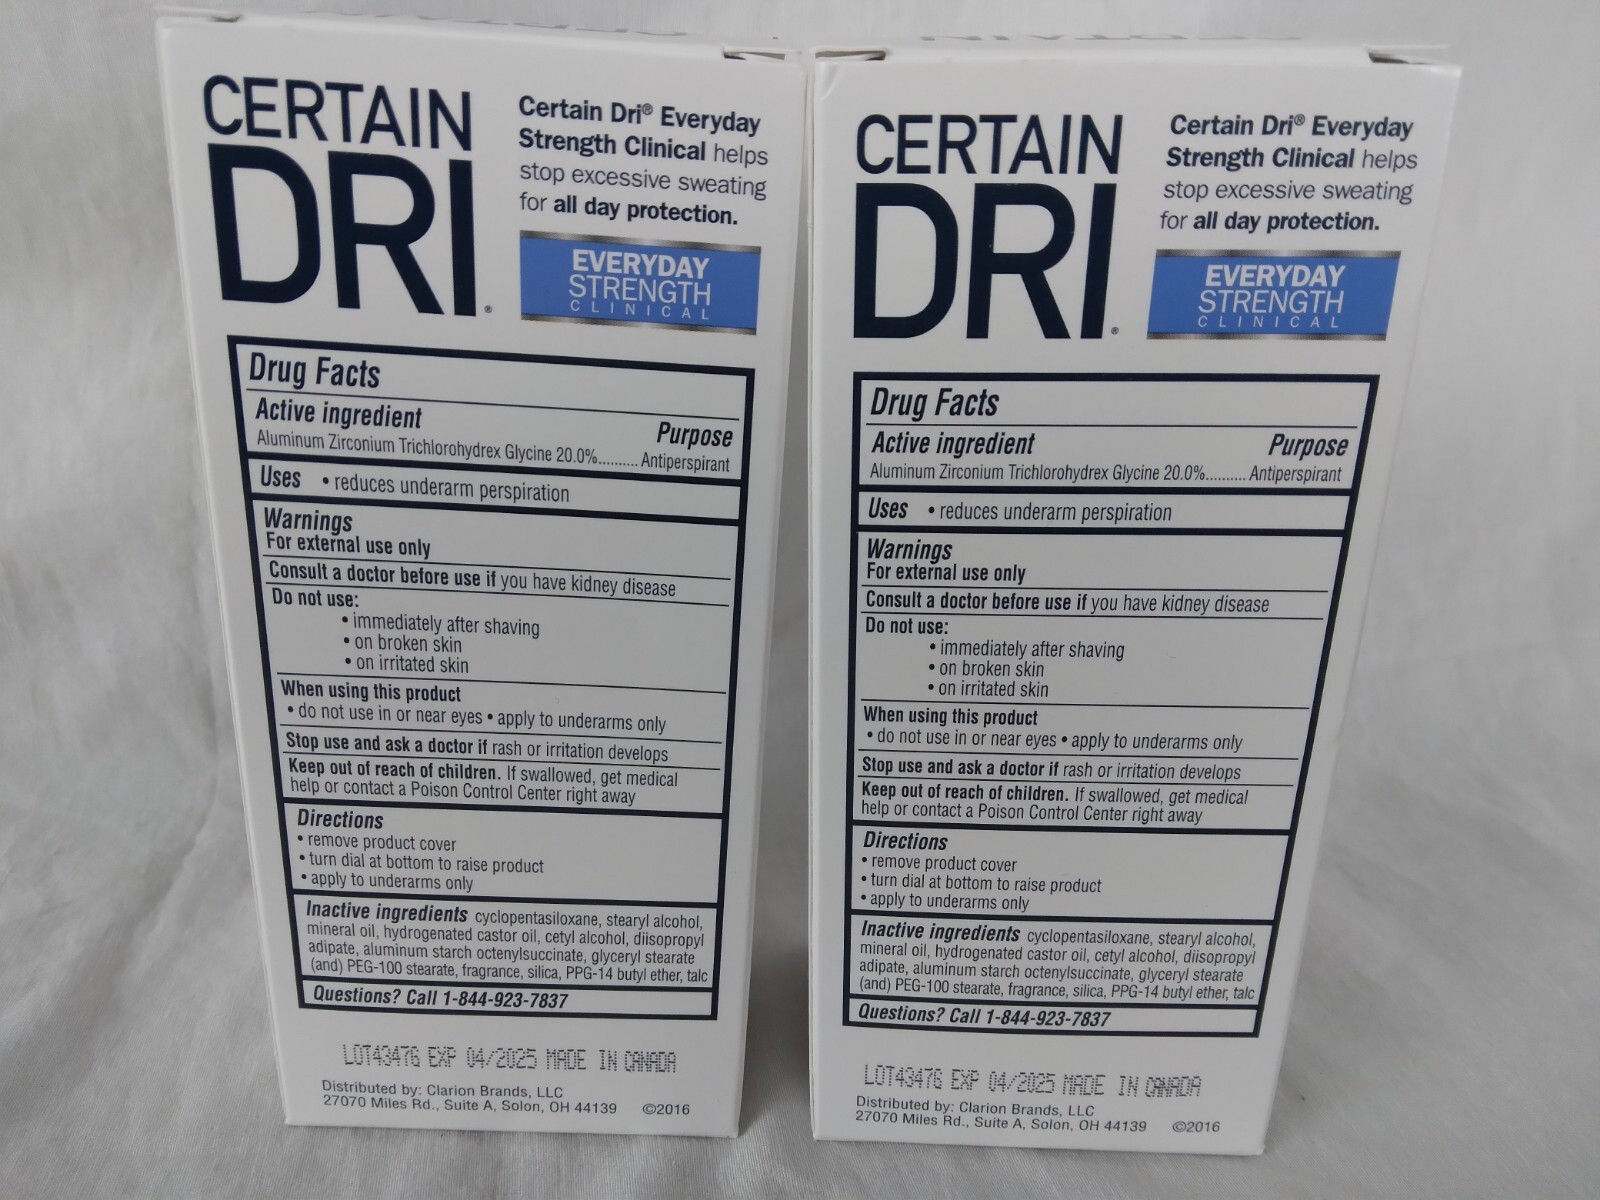 CERTAIN
DRI®
Certain Dri® Everyday
Strength Clinical helps
stop excessive sweating
for all day protection.
EVERYDAY
STRENGTH
CLINICAL
Drug Facts
Active ingredient Purpose
Aluminum Zirconium Trichlorohydrex Glycine 20.0%.......... Antiperspirant
Uses • reduces underarm perspiration
Warnings
For external use only
Consult a doctor before use if you have kidney disease
Do not use:
• immediately after shaving
• on broken skin
• on irritated skin
When using this product
• do not use in or near eyes • apply to underarms only
Stop use and ask a doctor if rash or irritation develops
Keep out of reach of children. If swallowed, get medical
help or contact a Poison Control Center right away
Directions
• remove product cover
• turn dial at bottom to raise product
• apply to underarms only
Inactive ingredients cyclopentasiloxane, stearyl alcohol,
mineral oil, hydrogenated castor oil, cetyl alcohol, diisopropyl
adipate, aluminum starch octenylsuccinate, glyceryl stearate
(and) PEG-100 stearate, fragrance, silica, PPG-14 butyl ether, talc
Questions? Call 1-844-923-7837
LOT43476 EXP 04/2025 MADE IN CANADA
Distributed by: Clarion Brands, LLC
27070 Miles Rd., Suite A, Solon, OH 44139 ©2016
CERTAIN
DRI®
Certain Dri® Everyday
Strength Clinical helps
stop excessive sweating
for all day protection.
EVERYDAY
STRENGTH
CLINICAL
Drug Facts
Active ingredient Purpose
Aluminum Zirconium Trichlorohydrex Glycine 20.0%.......... Antiperspirant
Uses • reduces underarm perspiration
Warnings
For external use only
Consult a doctor before use if you have kidney disease
Do not use:
• immediately after shaving
• on broken skin
• on irritated skin
When using this product
• do not use in or near eyes • apply to underarms only
Stop use and ask a doctor if rash or irritation develops
Keep out of reach of children. If swallowed, get medical
help or contact a Poison Control Center right away
Directions
• remove product cover
• turn dial at bottom to raise product
• apply to underarms only
Inactive ingredients cyclopentasiloxane, stearyl alcohol,
mineral oil, hydrogenated castor oil, cetyl alcohol, diisopropyl
adipate, aluminum starch octenylsuccinate, glyceryl stearate
(and) PEG-100 stearate, fragrance, silica, PPG-14 butyl ether, talc
Questions? Call 1-844-923-7837
LOT43476 EXP 04/2025 MADE IN CANADA
Distributed by: Clarion Brands, LLC
27070 Miles Rd., Suite A, Solon, OH 44139 ©2016